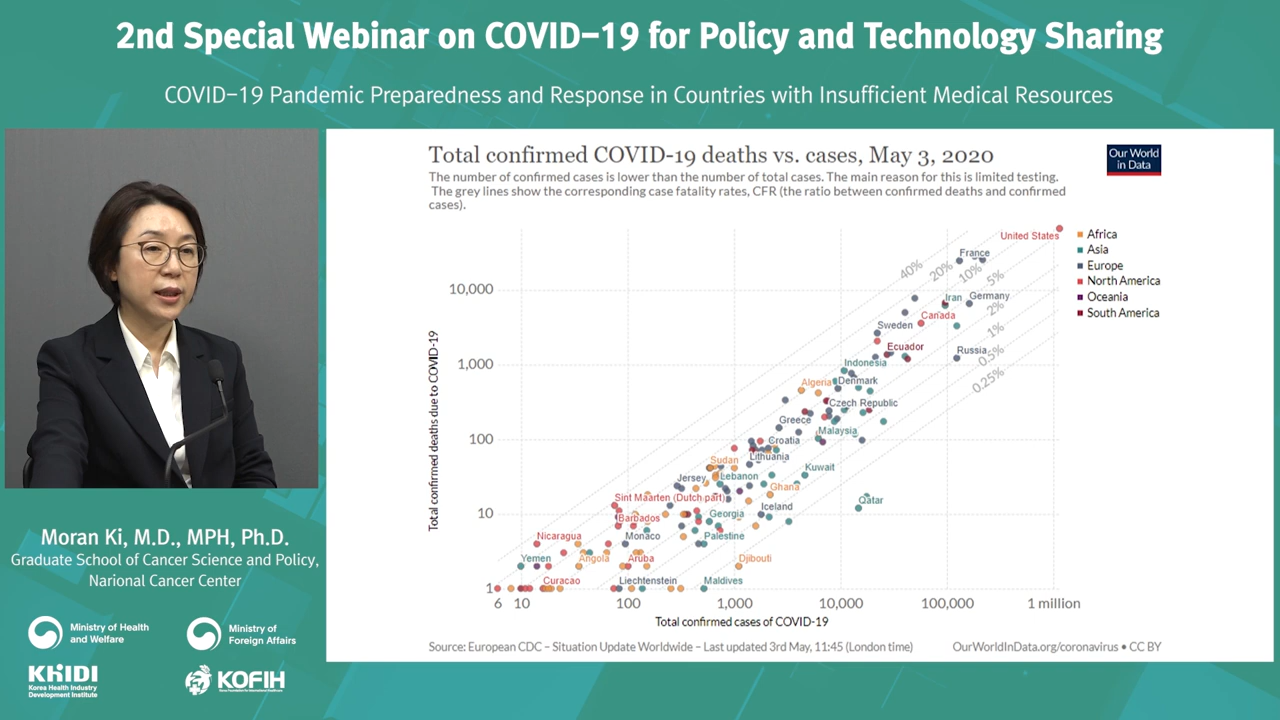 2nd Special Webinar on COVID-19 for Policy and Technology Sharing
COVID-19 Pandemic Preparedness and Response in Countries with Insufficient Medical Resources
Total confirmed COVID-19 deaths vs. cases, May 3, 2020
Our World
in Data
The number of confirmed cases is lower than the number of total cases. The main reason for this is limited testing.
The grey lines show the corresponding case fatality rates, CFR (the ratio between confirmed deaths and confirmed
cases).
Total confirmed deaths due to COVID-19
10,000
1,000
100
10
1
40%
20%
10%
5%
2%
1%
0.5%
0.25%
United States
France
Iran
Germany
Canada
Sweden
Ecuador
Russia
Indonesia
Algeria
Denmark
Czech Republic
Greece
Malaysia
Croatia
Lithuania
Sudan
Kuwait
Jersey
Lebanon
Ghana
Sint Maarten (Dutch part)
Qatar
Iceland
Barbados
Georgia
Nicaragua
Monaco
Palestine
Yemen
Angola
Aruba
Djibouti
Curacao
Liechtenstein
Maldives
6
10
100
1,000
10,000
100,000
1 million
Total confirmed cases of COVID-19
Africa
Asia
Europe
North America
Oceania
South America
Source: European CDC – Situation Update Worldwide – Last updated 3rd May, 11:45 (London time)
OurWorldInData.org/coronavirus • CC BY
Moran Ki, M.D., MPH, Ph.D.
Graduate School of Cancer Science and Policy,
Narional Cancer Center
Ministry of Health
and Welfare
Ministry of
Foreign Affairs
KHIDI
Korea Health Industry
Development Institute
KOFIH
Korea Foundation for International Healthcare